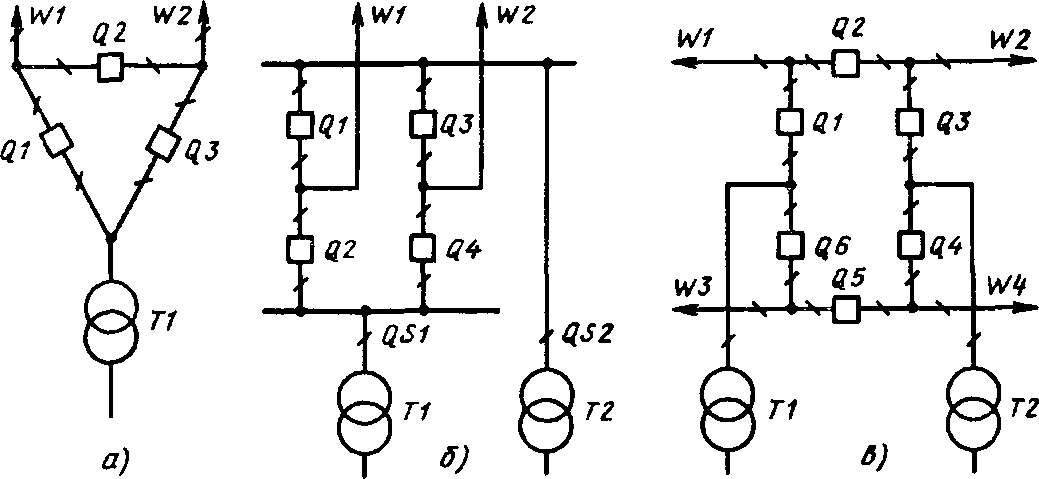 W1 W2
Q2
Q1 Q3
T1
а)
W1 W2
Q1 Q3
Q2 Q4
QS1 QS2
T1 T2
б)
Q2
W1 W2
Q1 Q3
Q6 Q4
W3 Q5 W4
T1 T2
в)